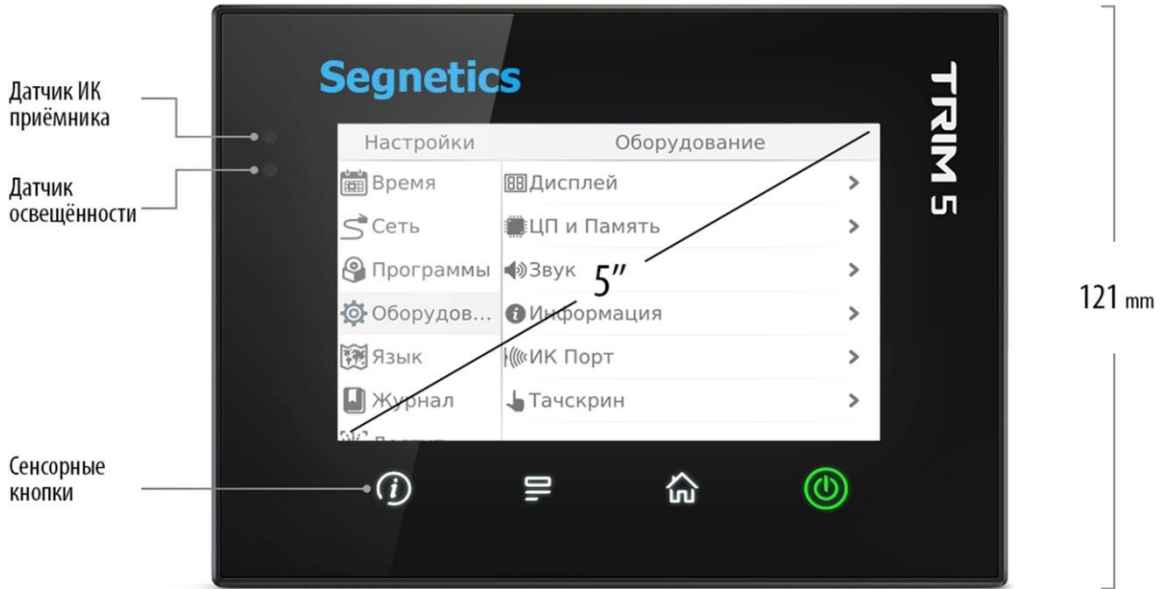 Segnetics
TRIM 5
Датчик ИК
приёмника
Датчик
освещённости
Настройки
Оборудование
Время
Сеть
Программы
Оборудов...
Язык
Журнал
Дисплей
ЦП и Память
Звук
Информация
ИК Порт
Тачскрин
5"
121 mm
Сенсорные
кнопки